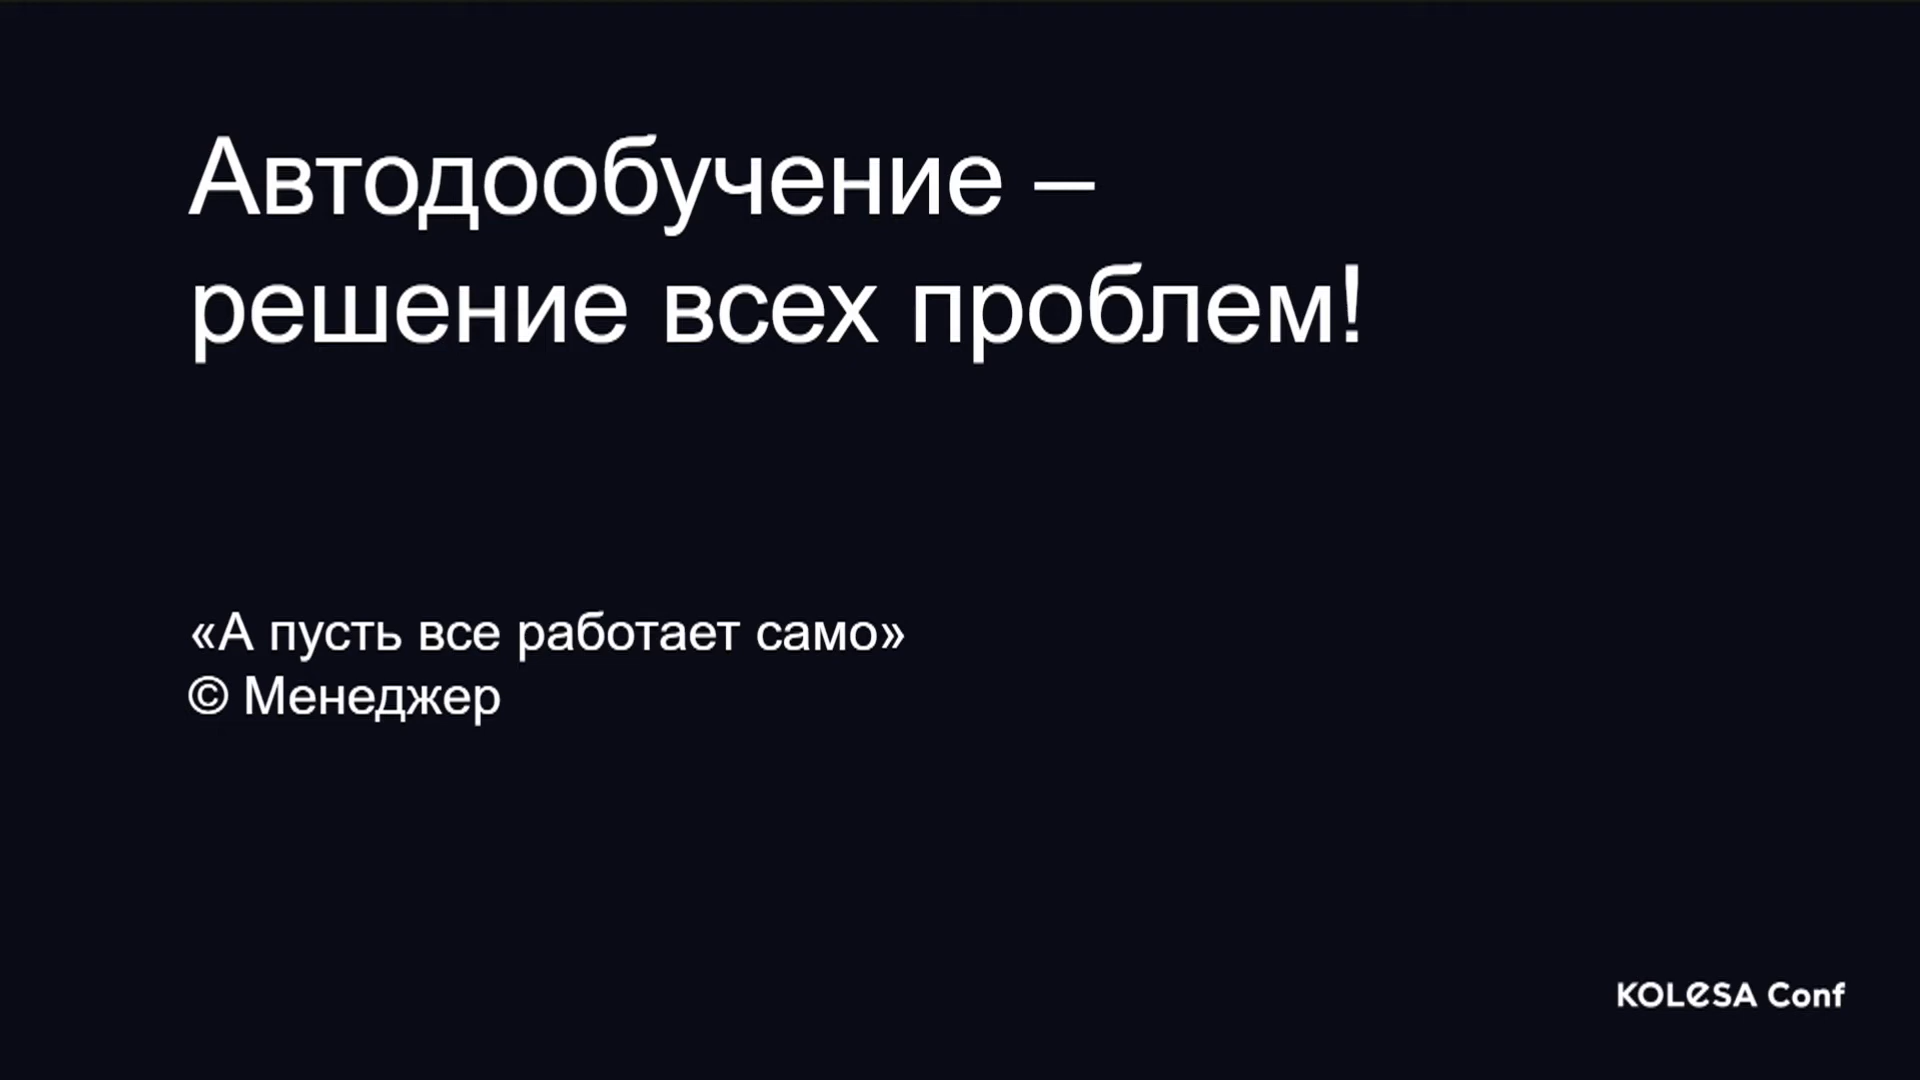 Автодообучение –
решение всех проблем!
«А пусть все работает само»
© Менеджер
KOLESA Conf